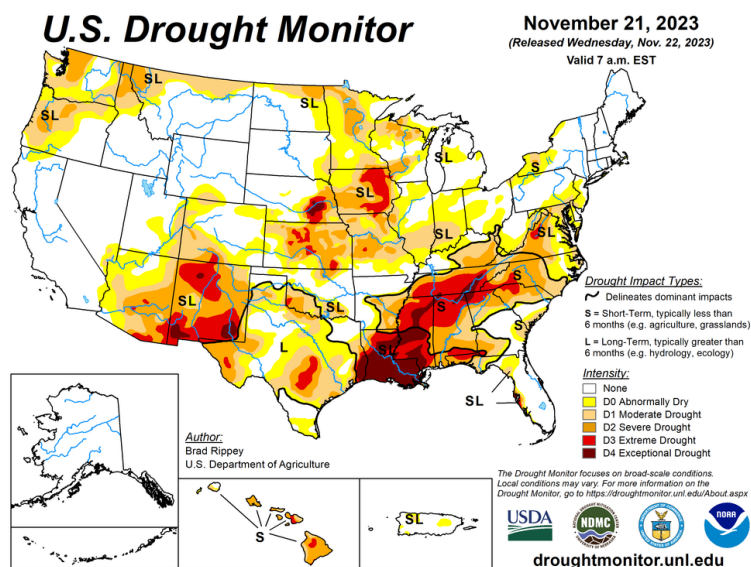 U.S. Drought Monitor
November 21, 2023
(Released Wednesday, Nov. 22, 2023)
Valid 7 a.m. EST
SL
SL
SL
SL
S
SL
SL
SL
SL
S
SL
S
L
SL
S
SL
Drought Impact Types:
Delineates dominant impacts
S = Short-Term, typically less than
6 months (e.g. agriculture, grasslands)
L = Long-Term, typically greater than
6 months (e.g. hydrology, ecology)
Intensity:
None
D0 Abnormally Dry
D1 Moderate Drought
D2 Severe Drought
D3 Extreme Drought
D4 Exceptional Drought
Author:
Brad Rippey
U.S. Department of Agriculture
S
SL
The Drought Monitor focuses on broad-scale conditions.
Local conditions may vary. For more information on the
Drought Monitor, go to https://droughtmonitor.unl.edu/About.aspx
USDA
NDMC
NOAA
droughtmonitor.unl.edu